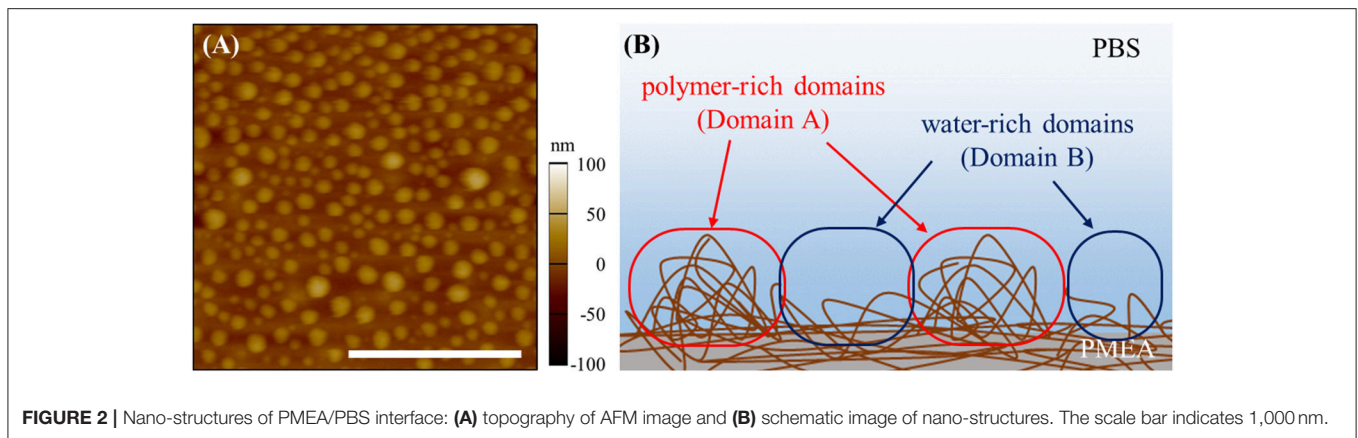 (A)
nm
100
50
0
-50
-100
(B)
PBS
polymer-rich domains
(Domain A)
water-rich domains
(Domain B)
PMEA
FIGURE 2 | Nano-structures of PMEA/PBS interface: (A) topography of AFM image and (B) schematic image of nano-structures. The scale bar indicates 1,000 nm.